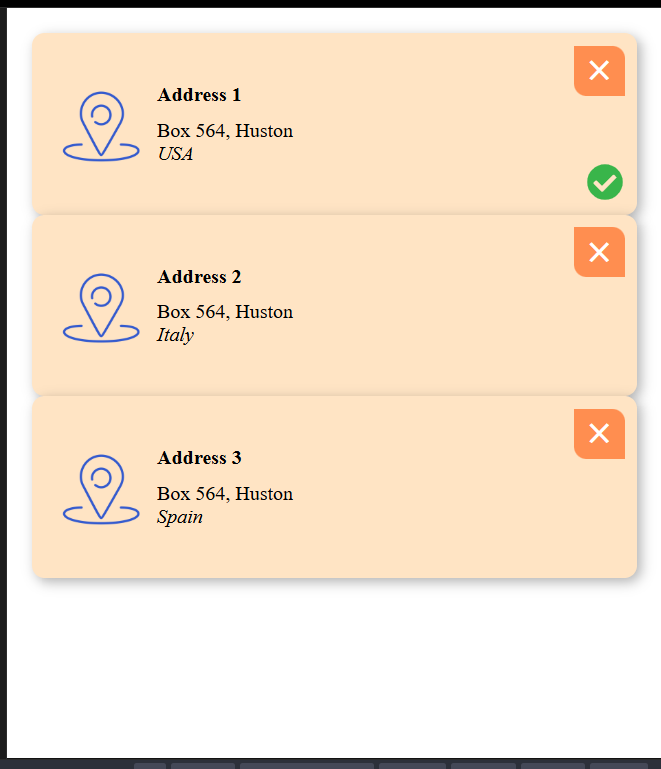 Address 1
Box 564, Huston
USA
Address 2
Box 564, Huston
Italy
Address 3
Box 564, Huston
Spain